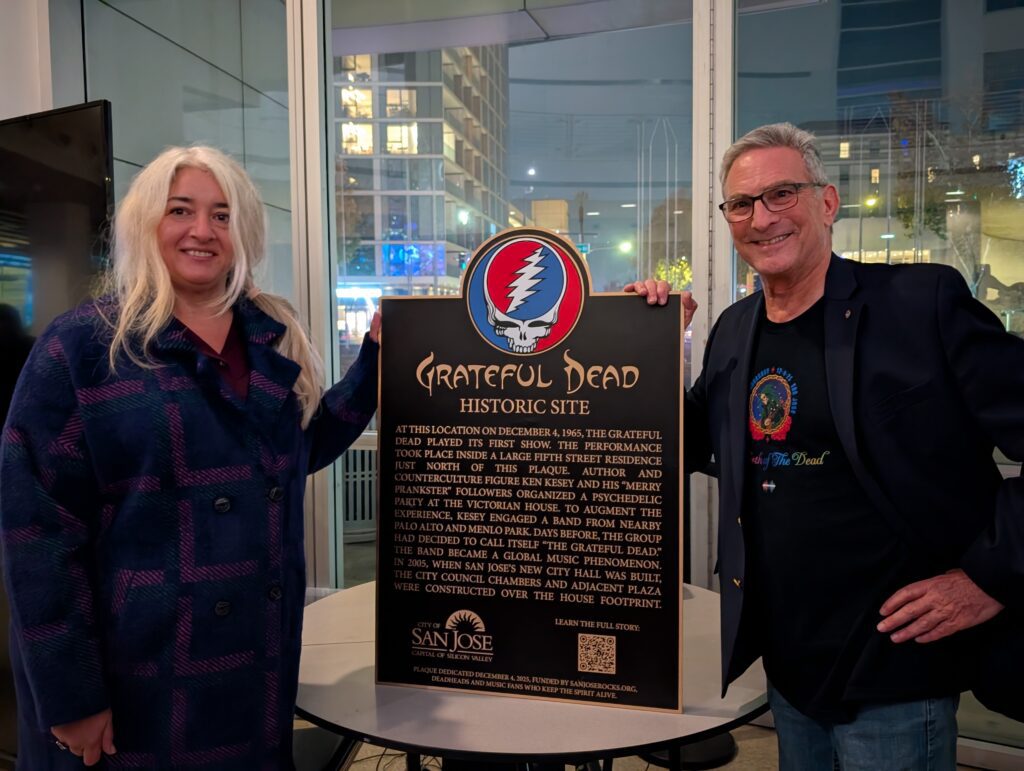 GRATEFUL DEAD
HISTORIC SITE
AT THIS LOCATION ON DECEMBER 4, 1965, THE GRATEFUL
DEAD PLAYED ITS FIRST SHOW. THE PERFORMANCE
TOOK PLACE INSIDE A LARGE FIFTH STREET RESIDENCE
JUST NORTH OF THIS PLAQUE. AUTHOR AND
COUNTERCULTURE FIGURE KEN KESEY AND HIS “MERRY
PRANKSTER” FOLLOWERS ORGANIZED A PSYCHEDELIC
PARTY AT THE VICTORIAN HOUSE. TO AUGMENT THE
EXPERIENCE, KESEY ENGAGED A BAND FROM NEARBY
PALO ALTO AND MENLO PARK. DAYS BEFORE, THE GROUP
HAD DECIDED TO CALL ITSELF “THE GRATEFUL DEAD.”
THE BAND BECAME A GLOBAL MUSIC PHENOMENON.
IN 2005, WHEN SAN JOSE’S NEW CITY HALL WAS BUILT,
THE CITY COUNCIL CHAMBERS AND ADJACENT PLAZA
WERE CONSTRUCTED OVER THE HOUSE FOOTPRINT.
CITY OF
SAN JOSE
CAPITAL OF SILICON VALLEY
LEARN THE FULL STORY:
PLAQUE DEDICATED DECEMBER 4, 2025, FUNDED BY SANJOSEROCKS.ORG,
DEADHEADS AND MUSIC FANS WHO KEEP THE SPIRIT ALIVE.
of The Dead